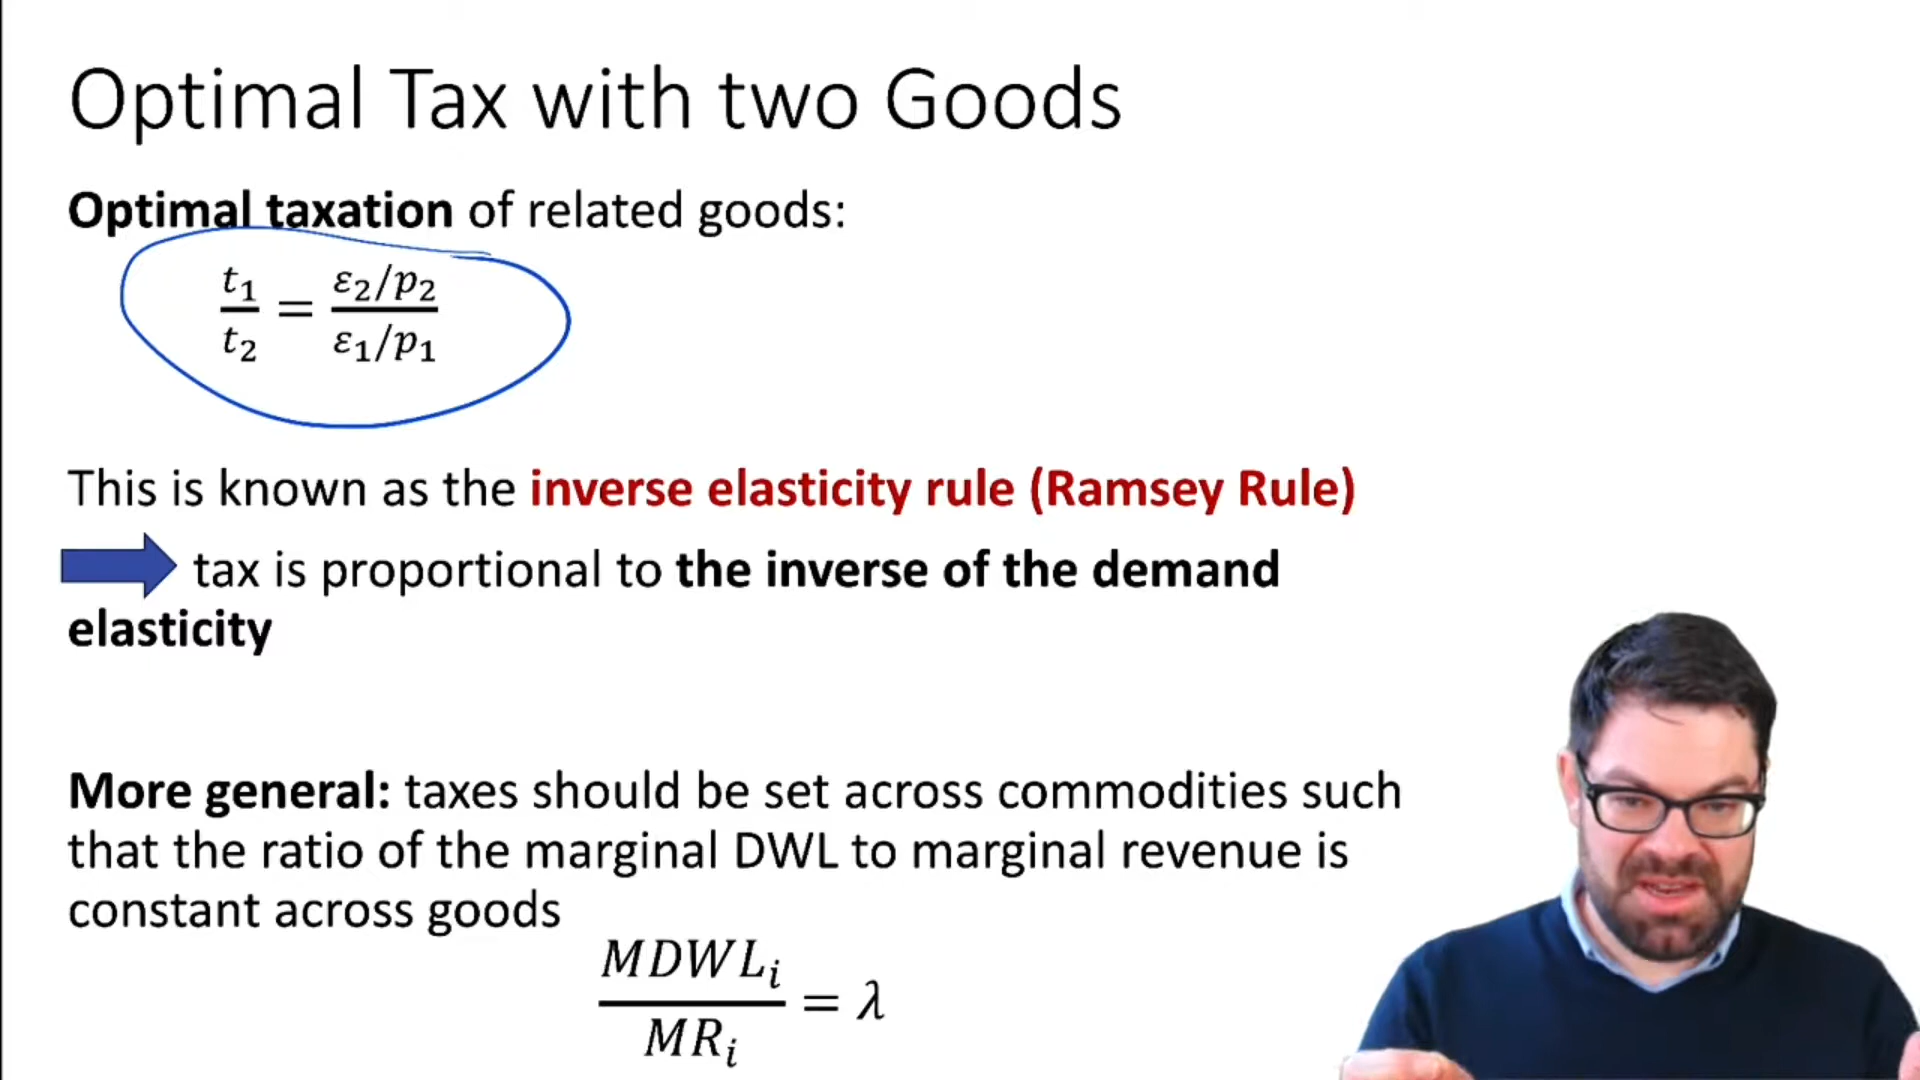 Optimal Tax with two Goods
Optimal taxation of related goods:
t₁/t₂ = (ε₂/p₂)/(ε₁/p₁)
This is known as the inverse elasticity rule (Ramsey Rule)
tax is proportional to the inverse of the demand
elasticity
More general: taxes should be set across commodities such
that the ratio of the marginal DWL to marginal revenue is
constant across goods
MDWLᵢ/MRᵢ = λ